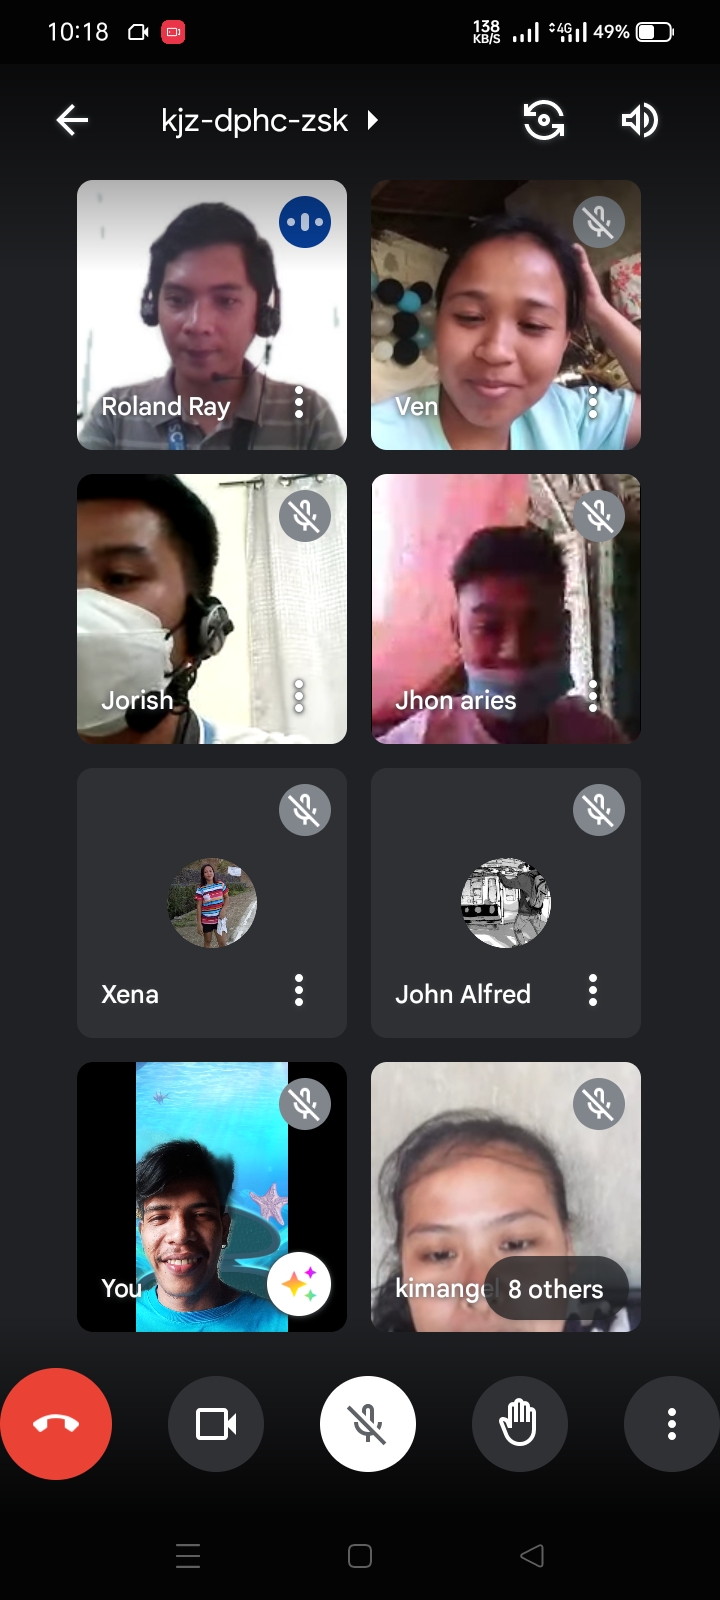 10:18
138 KB/S 4G 49%
kjz-dphc-zsk
Roland Ray
Ven
Jorish
Jhon aries
Xena
John Alfred
You
kimange
8 others